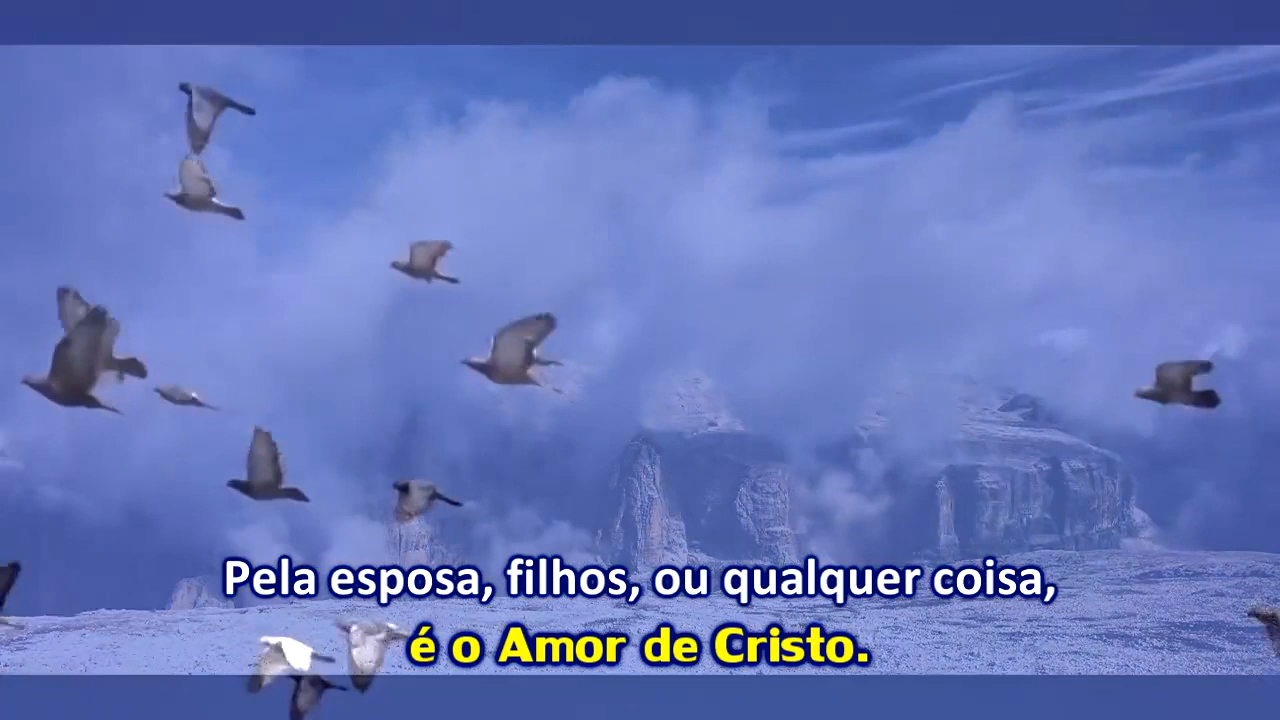 Pela esposa, filhos, ou qualquer coisa,
é o Amor de Cristo.